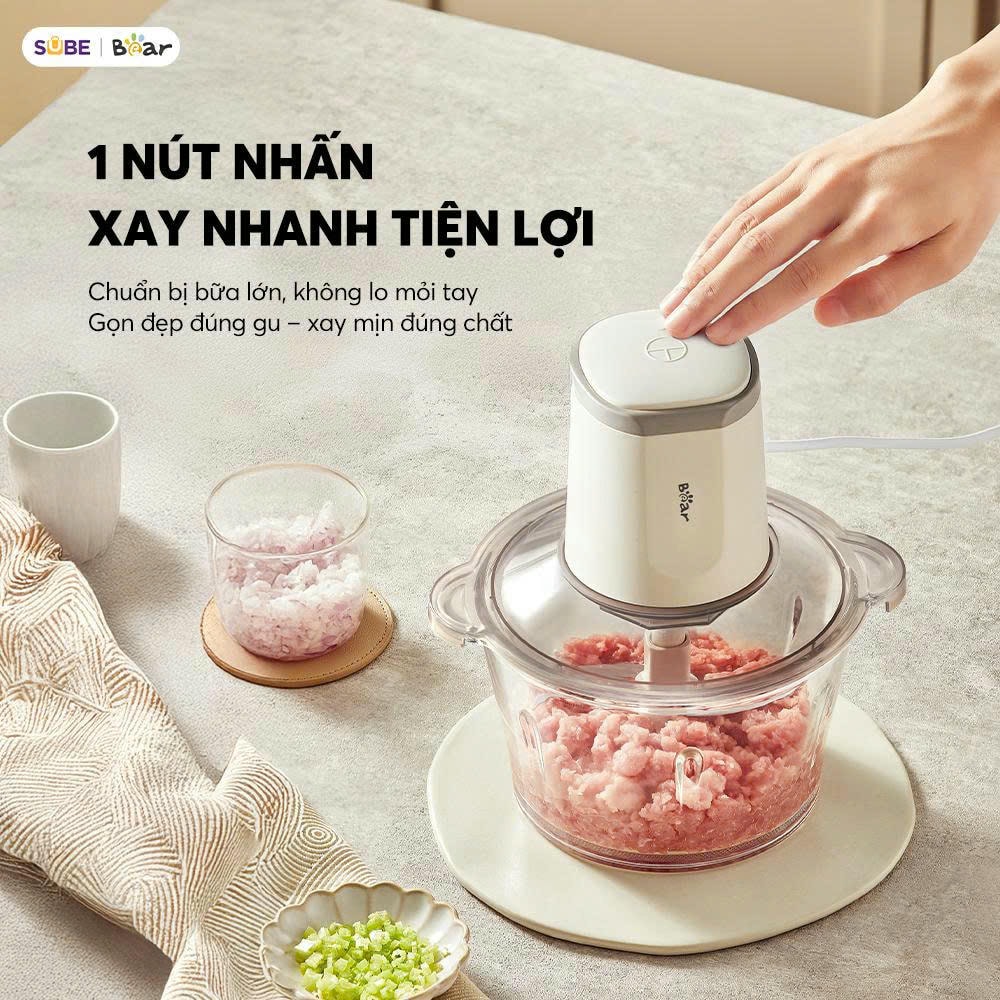 SUBE | Bear
1 NÚT NHẤN
XAY NHANH TIỆN LỢI
Chuẩn bị bữa lớn, không lo mỏi tay
Gọn đẹp đúng gu – xay mịn đúng chất
Bear